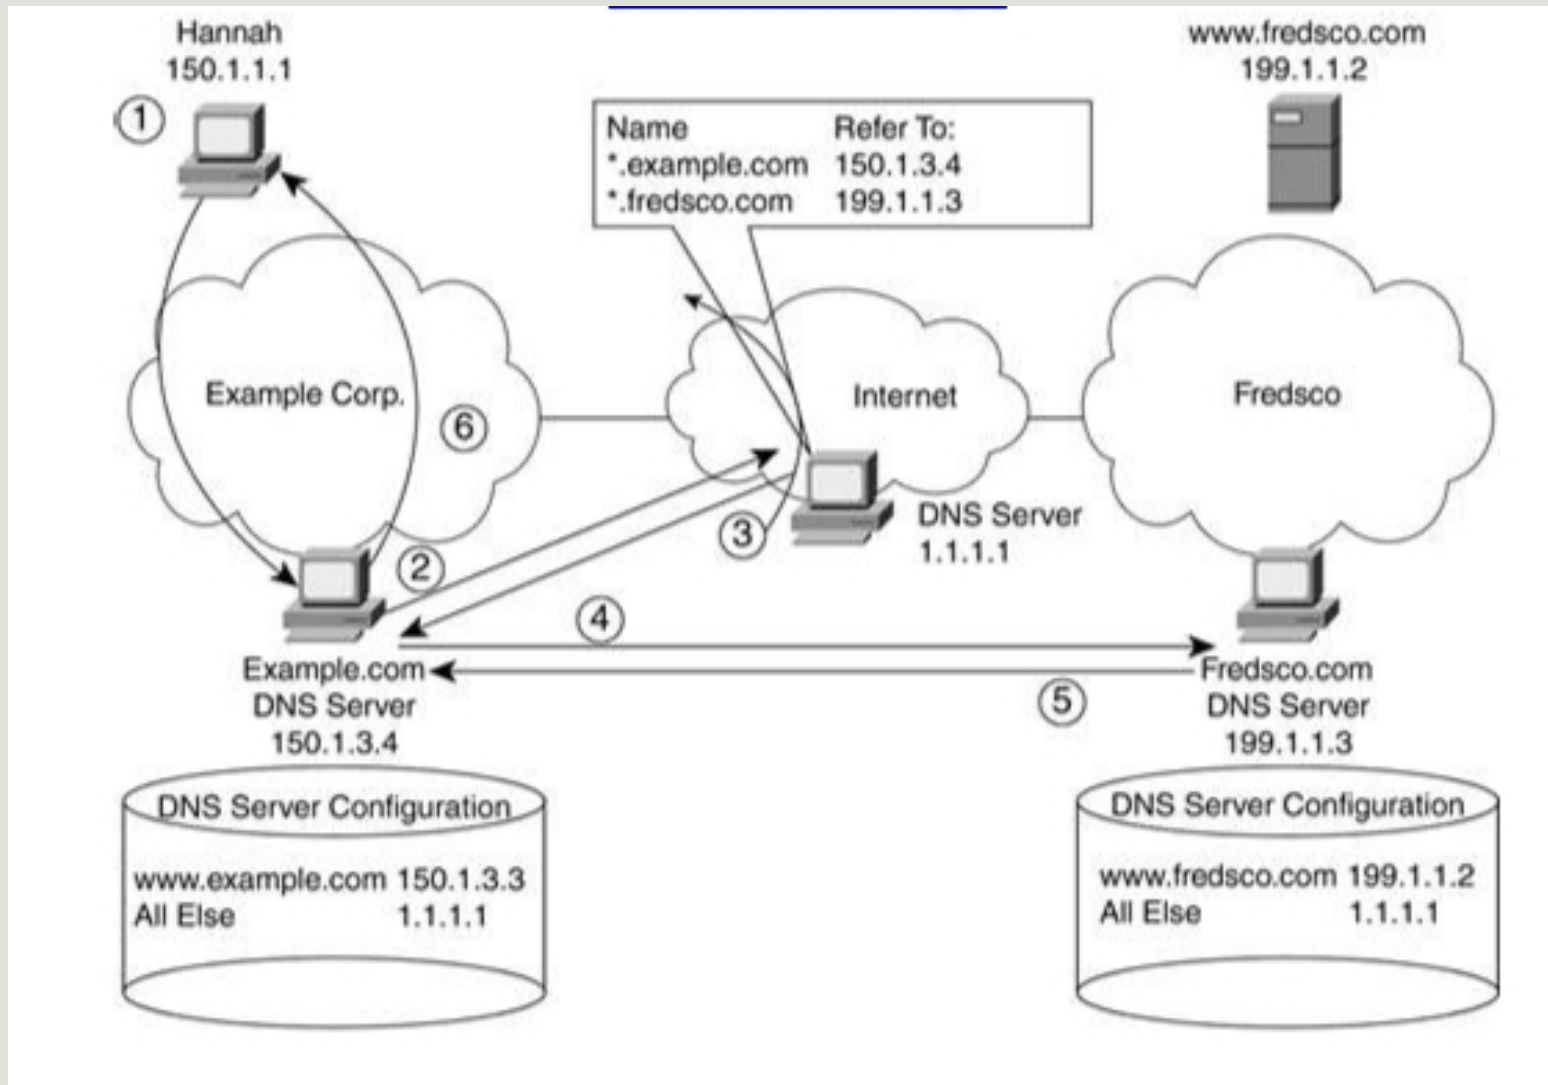 Hannah
150.1.1.1
1
www.fredsco.com
199.1.1.2
Name Refer To:
*.example.com 150.1.3.4
*.fredsco.com 199.1.1.3
Example Corp.
6
Internet
Fredsco
2
3
DNS Server
1.1.1.1
4
5
Example.com
DNS Server
150.1.3.4
Fredsco.com
DNS Server
199.1.1.3
DNS Server Configuration
www.example.com 150.1.3.3
All Else 1.1.1.1
DNS Server Configuration
www.fredsco.com 199.1.1.2
All Else 1.1.1.1